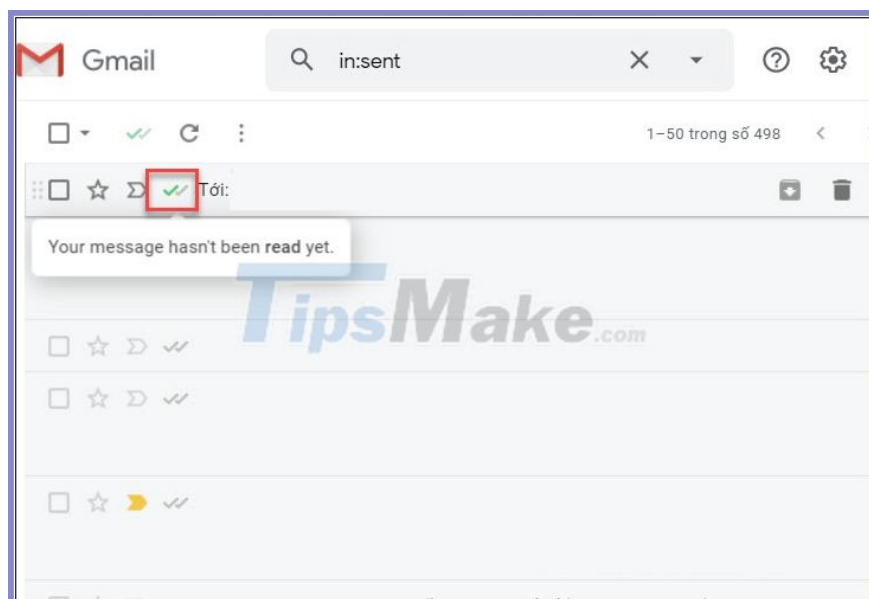 Gmail
in:sent
1–50 trong số 498
Tới:
Your message hasn't been read yet.
TipsMake.com